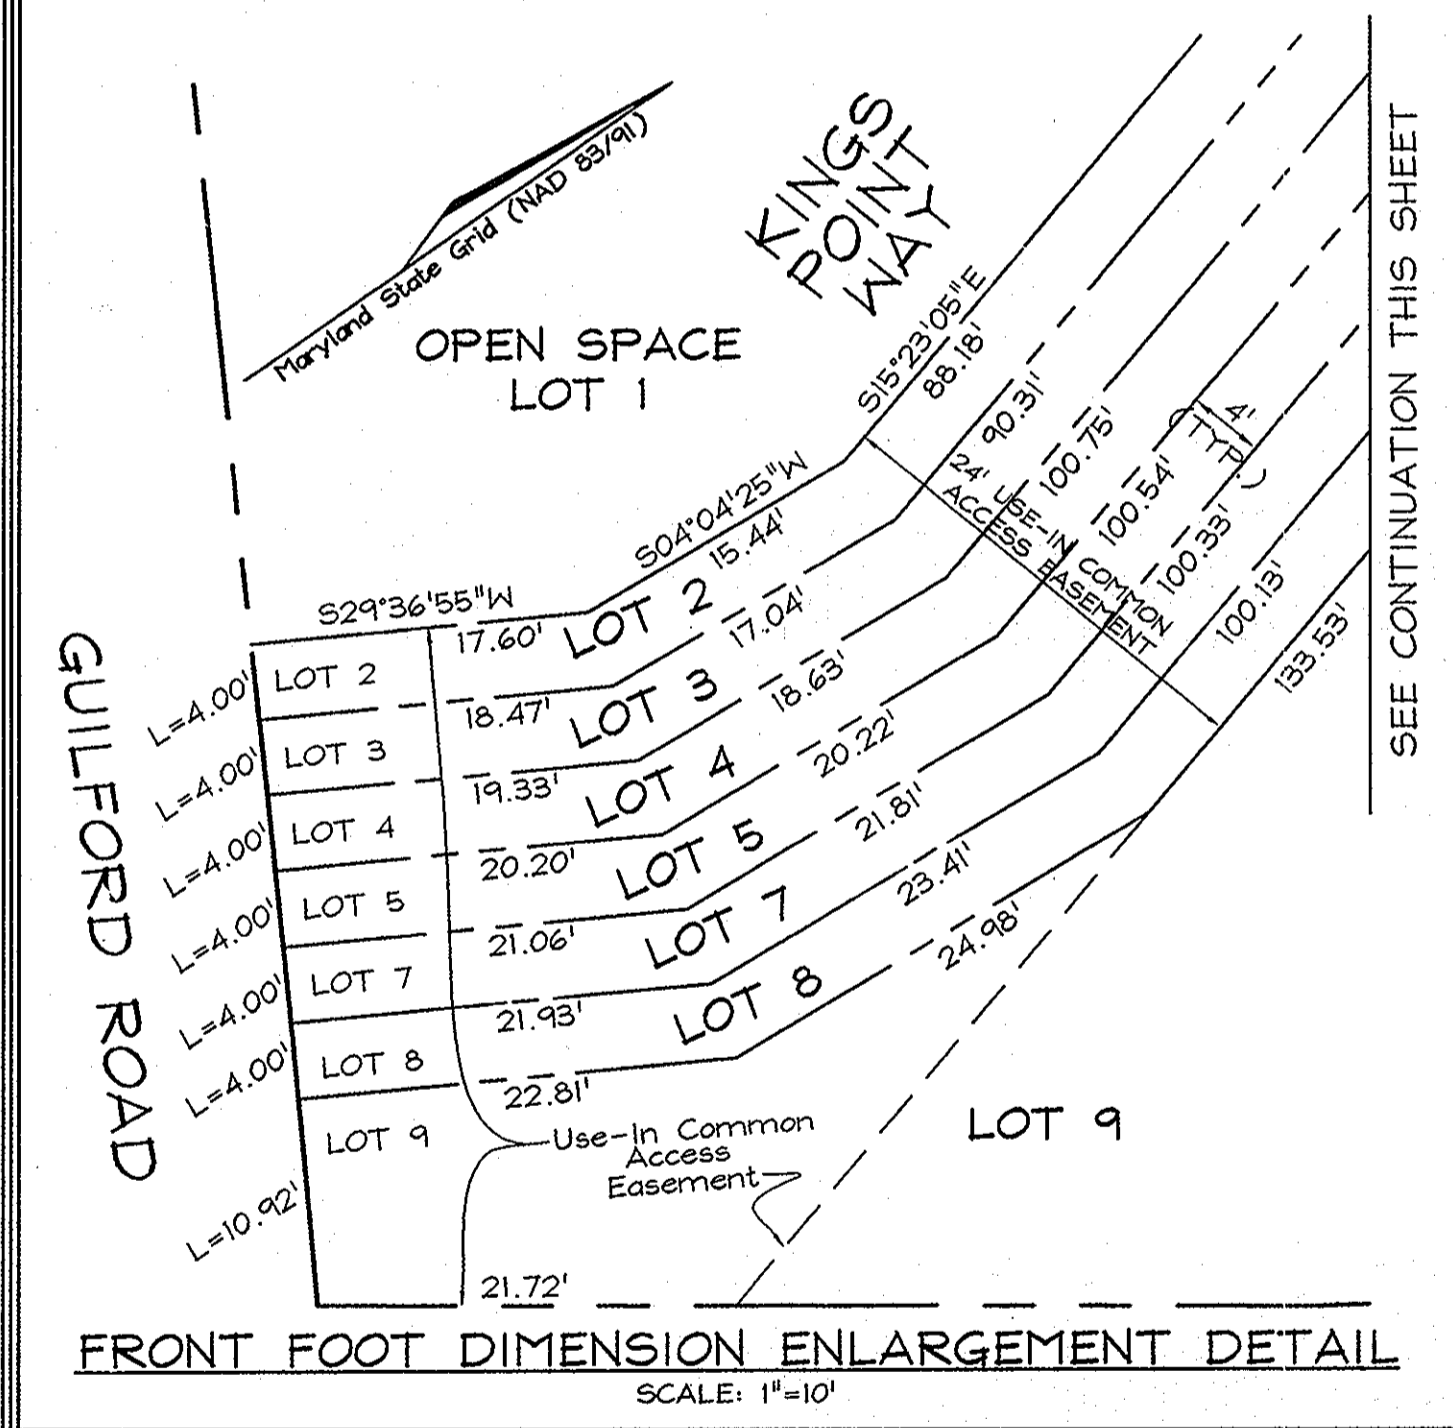 Maryland State Grid (NAD 83/91)
KINGS
POINT
WAY
OPEN SPACE
LOT 1
SEE CONTINUATION THIS SHEET
S15°23'05"E
88.18'
90.31'
100.75'
100.54'
100.33'
100.13'
133.53'
4'
(TYP.)
24' USE-IN COMMON
ACCESS EASEMENT
S04°04'25"W
15.44'
17.04'
18.63'
20.22'
21.81'
23.41'
24.98'
S29°36'55"W
17.60'
18.47'
19.33'
20.20'
21.06'
21.93'
22.81'
LOT 2
LOT 3
LOT 4
LOT 5
LOT 7
LOT 8
GUILFORD ROAD
L=4.00'
L=4.00'
L=4.00'
L=4.00'
L=4.00'
L=4.00'
L=10.92'
LOT 2
LOT 3
LOT 4
LOT 5
LOT 7
LOT 8
LOT 9
Use-In Common
Access
Easement
LOT 9
21.72'
FRONT FOOT DIMENSION ENLARGEMENT DETAIL
SCALE: 1"=10'